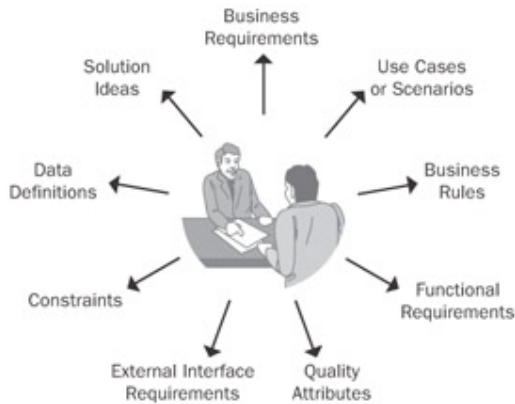 Business
Requirements
Use Cases
or Scenarios
Business
Rules
Functional
Requirements
Quality
Attributes
External Interface
Requirements
Constraints
Data
Definitions
Solution
Ideas